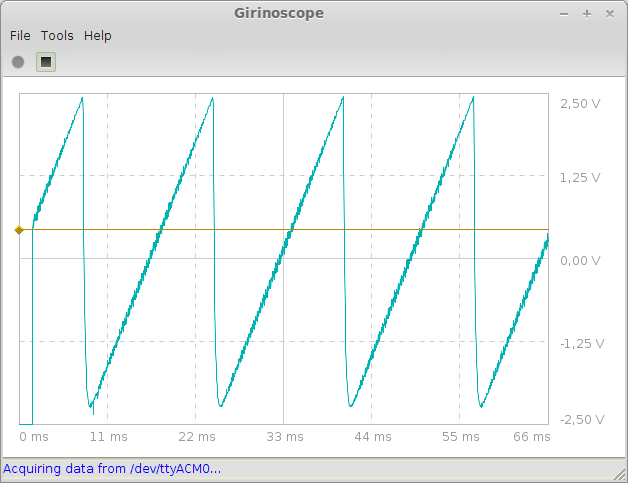 Girinoscope
File Tools Help
2,50 V
1,25 V
0,00 V
-1,25 V
-2,50 V
0 ms 11 ms 22 ms 33 ms 44 ms 55 ms 66 ms
Acquiring data from /dev/ttyACM0...